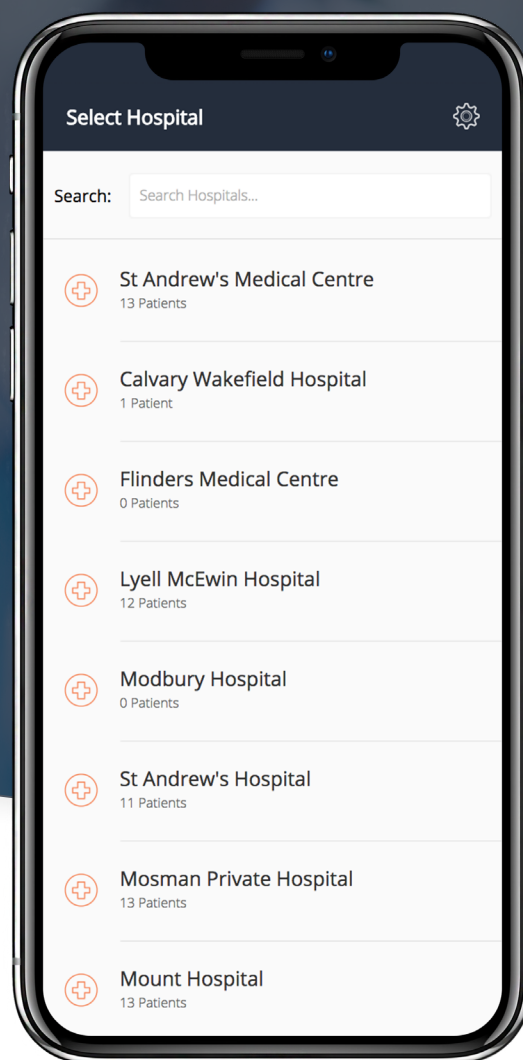 Select Hospital
Search: Search Hospitals...
St Andrew's Medical Centre
13 Patients
Calvary Wakefield Hospital
1 Patient
Flinders Medical Centre
0 Patients
Lyell McEwin Hospital
12 Patients
Modbury Hospital
0 Patients
St Andrew's Hospital
11 Patients
Mosman Private Hospital
13 Patients
Mount Hospital
13 Patients